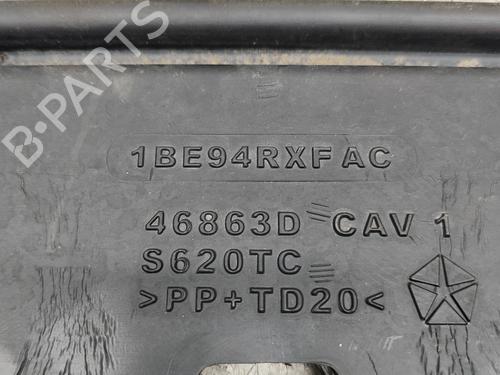 1BE94RXFAC
46863D CAV 1
S620TC
>PP+TD20<
B-PARTS